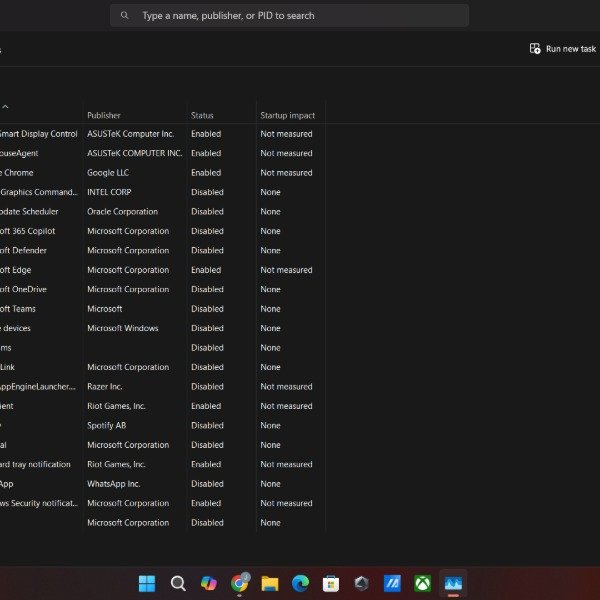 Type a name, publisher, or PID to search
Run new task
Publisher Status Startup impact
Smart Display Control ASUSTeK Computer Inc. Enabled Not measured
ouseAgent ASUSTeK COMPUTER INC. Enabled Not measured
Chrome Google LLC Enabled Not measured
Graphics Command... INTEL CORP Disabled None
pdate Scheduler Oracle Corporation Disabled None
oft 365 Copilot Microsoft Corporation Disabled None
oft Defender Microsoft Corporation Disabled None
oft Edge Microsoft Corporation Enabled Not measured
oft OneDrive Microsoft Corporation Disabled None
oft Teams Microsoft Disabled None
devices Microsoft Windows Disabled None
ms Disabled None
Link Microsoft Corporation Disabled None
AppEngineLauncher.... Razer Inc. Disabled Not measured
ient Riot Games, Inc. Enabled Not measured
Spotify AB Disabled None
al Microsoft Corporation Disabled None
ard tray notification Riot Games, Inc. Enabled Not measured
App WhatsApp Inc. Disabled None
ws Security notificat... Microsoft Corporation Enabled Not measured
Microsoft Corporation Disabled None